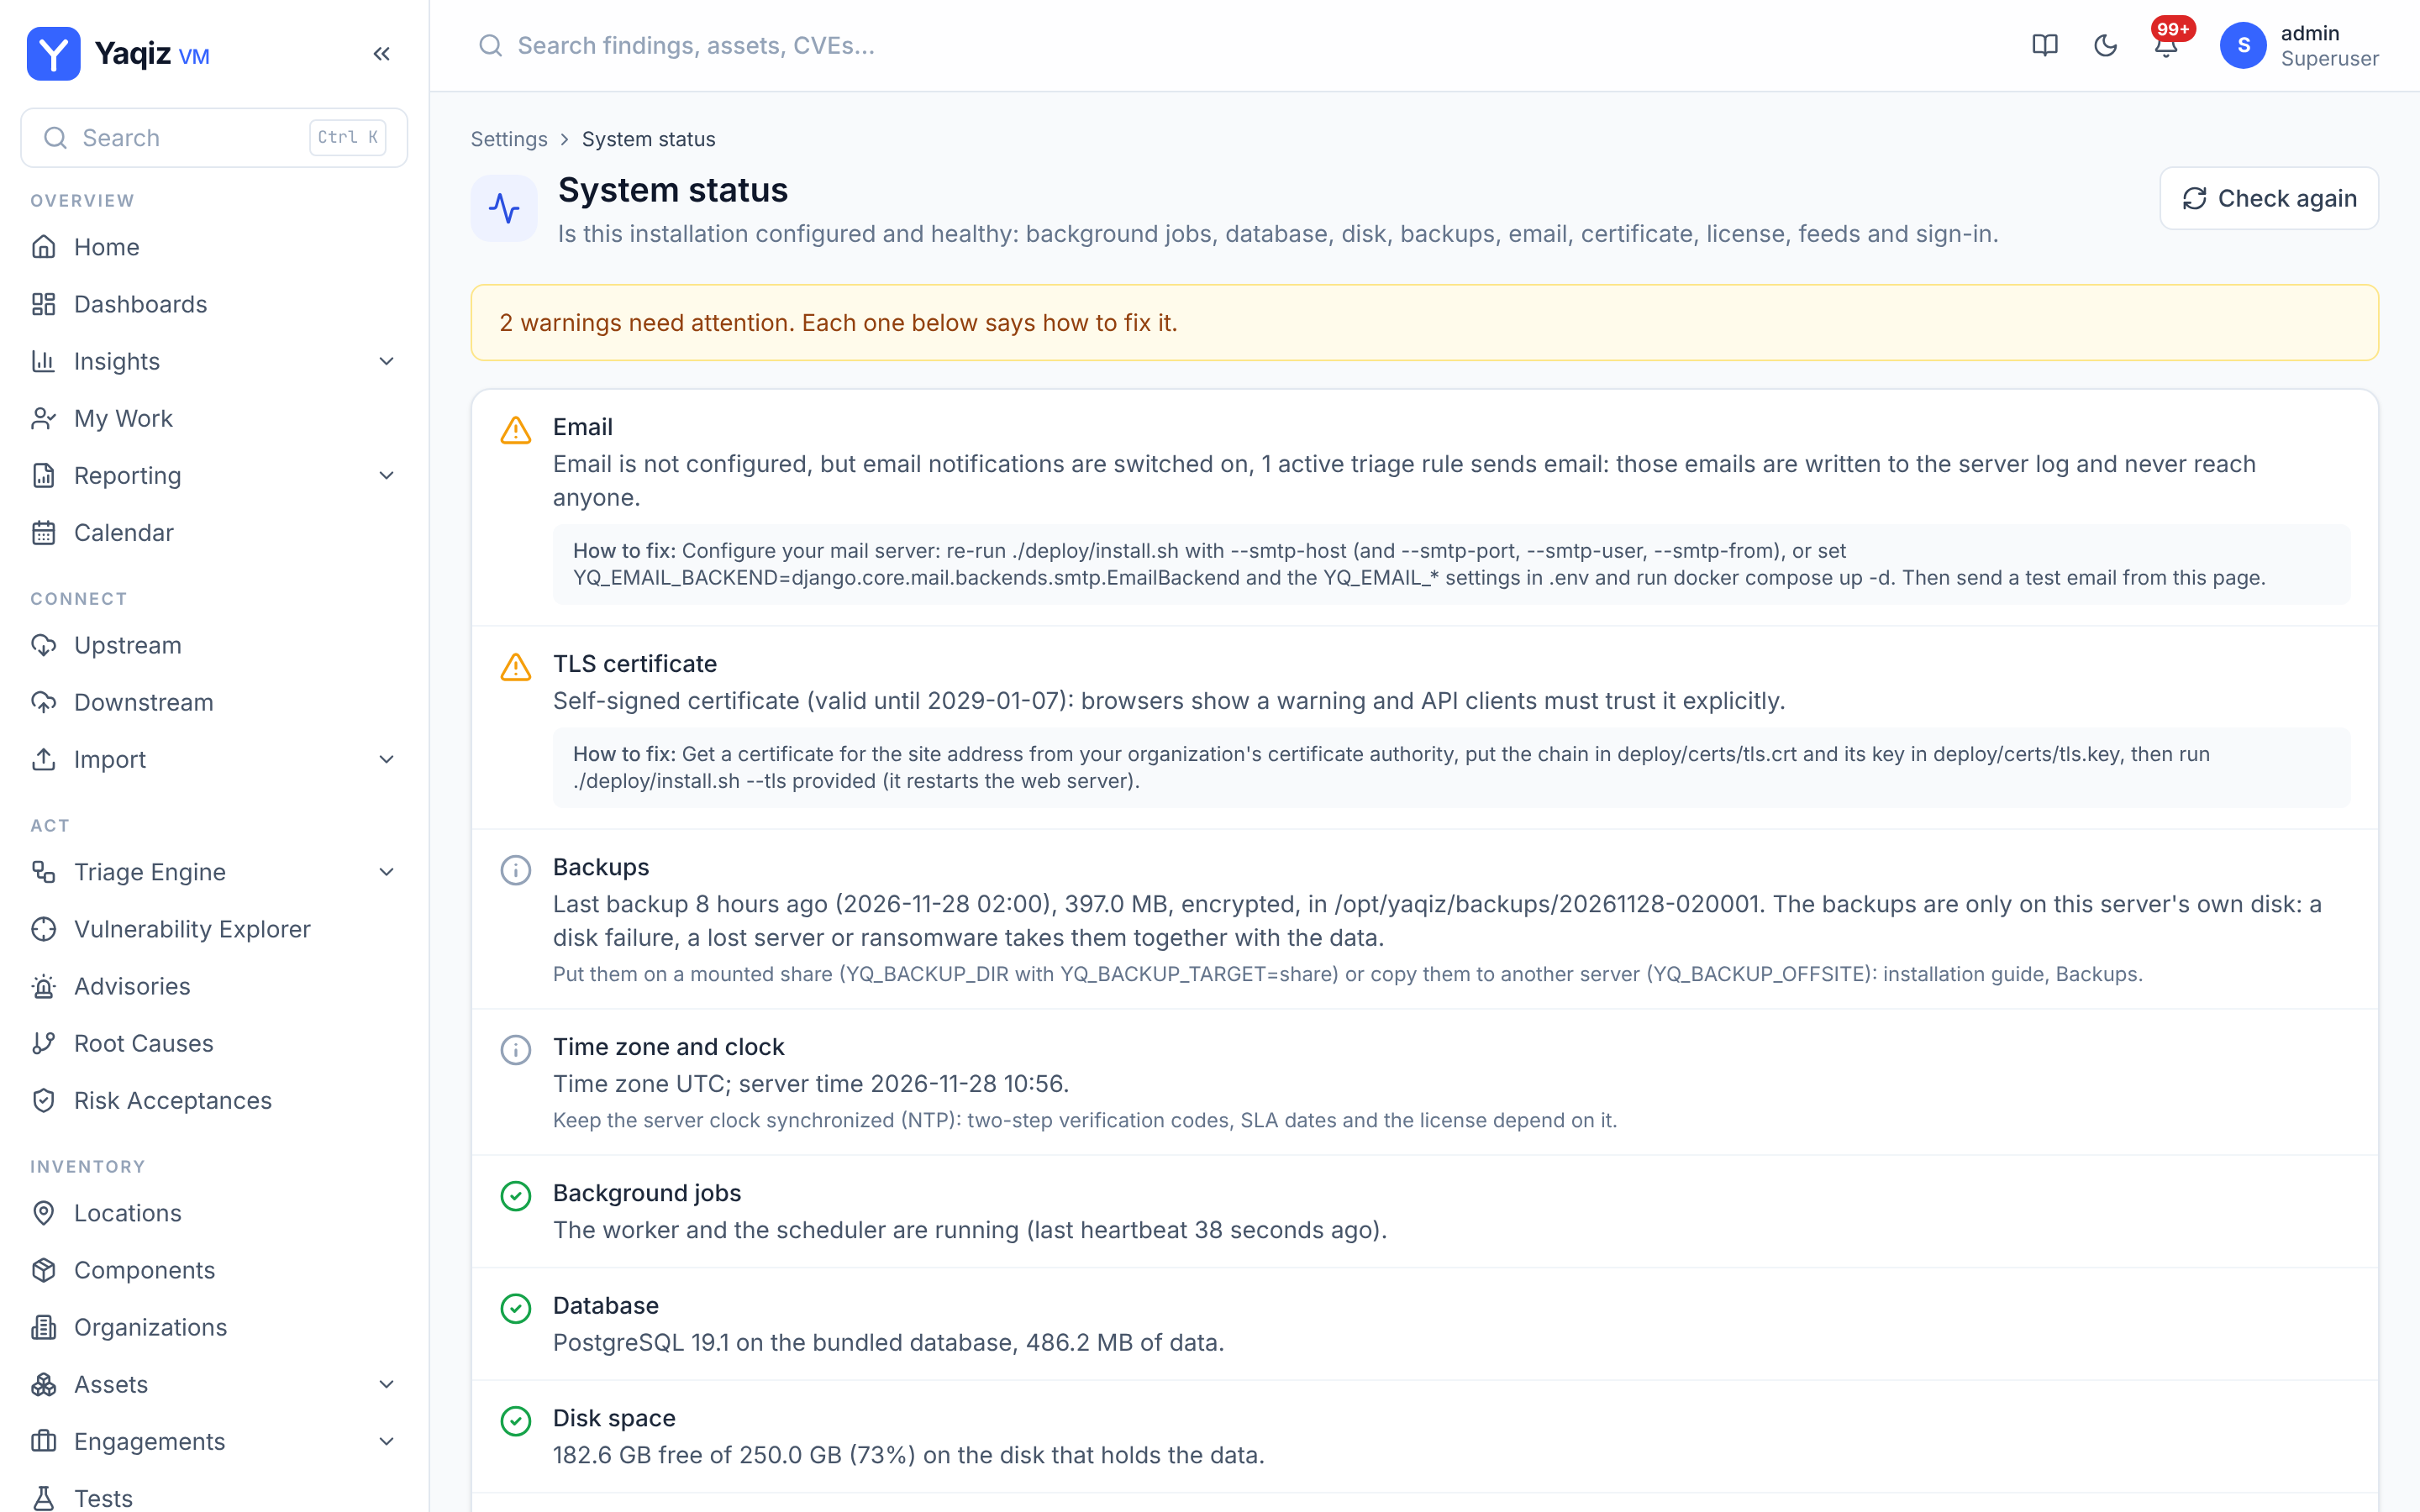 Yaqiz VM
Search
Ctrl K
OVERVIEW
Home
Dashboards
Insights
My Work
Reporting
Calendar
CONNECT
Upstream
Downstream
Import
ACT
Triage Engine
Vulnerability Explorer
Advisories
Root Causes
Risk Acceptances
INVENTORY
Locations
Components
Organizations
Assets
Engagements
Tests
Search findings, assets, CVEs...
99+
S
admin
Superuser
Settings > System status
System status
Is this installation configured and healthy: background jobs, database, disk, backups, email, certificate, license, feeds and sign-in.
Check again
2 warnings need attention. Each one below says how to fix it.
Email
Email is not configured, but email notifications are switched on, 1 active triage rule sends email: those emails are written to the server log and never reach
anyone.
How to fix: Configure your mail server: re-run ./deploy/install.sh with --smtp-host (and --smtp-port, --smtp-user, --smtp-from), or set
YQ_EMAIL_BACKEND=django.core.mail.backends.smtp.EmailBackend and the YQ_EMAIL_* settings in .env and run docker compose up -d. Then send a test email from this page.
TLS certificate
Self-signed certificate (valid until 2029-01-07): browsers show a warning and API clients must trust it explicitly.
How to fix: Get a certificate for the site address from your organization's certificate authority, put the chain in deploy/certs/tls.crt and its key in deploy/certs/tls.key, then run
./deploy/install.sh --tls provided (it restarts the web server).
Backups
Last backup 8 hours ago (2026-11-28 02:00), 397.0 MB, encrypted, in /opt/yaqiz/backups/20261128-020001. The backups are only on this server's own disk: a
disk failure, a lost server or ransomware takes them together with the data.
Put them on a mounted share (YQ_BACKUP_DIR with YQ_BACKUP_TARGET=share) or copy them to another server (YQ_BACKUP_OFFSITE): installation guide, Backups.
Time zone and clock
Time zone UTC; server time 2026-11-28 10:56.
Keep the server clock synchronized (NTP): two-step verification codes, SLA dates and the license depend on it.
Background jobs
The worker and the scheduler are running (last heartbeat 38 seconds ago).
Database
PostgreSQL 19.1 on the bundled database, 486.2 MB of data.
Disk space
182.6 GB free of 250.0 GB (73%) on the disk that holds the data.